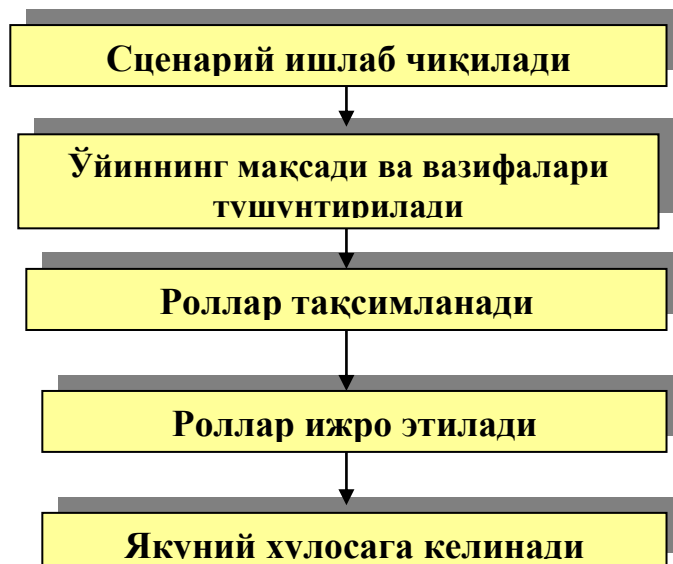 Сценарий ишлаб чиқилади
Ўйиннинг мақсади ва вазифалари
тушунтирилади
Роллар тақсимланади
Роллар ижро этилади
Якуний хулосага келинади